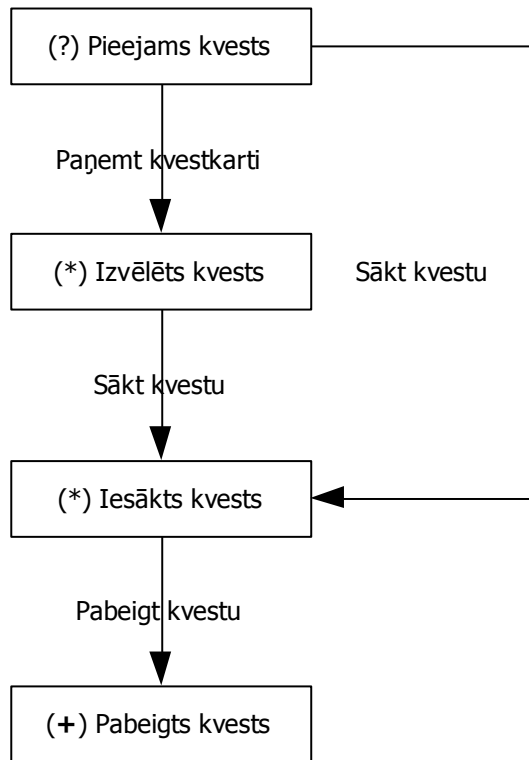 (?) Pieejams kvests
Paņemt kvestkarti
(*) Izvēlēts kvests
Sākt kvestu
Sākt kvestu
(*) Iesākts kvests
Pabeigt kvestu
(+) Pabeigts kvests